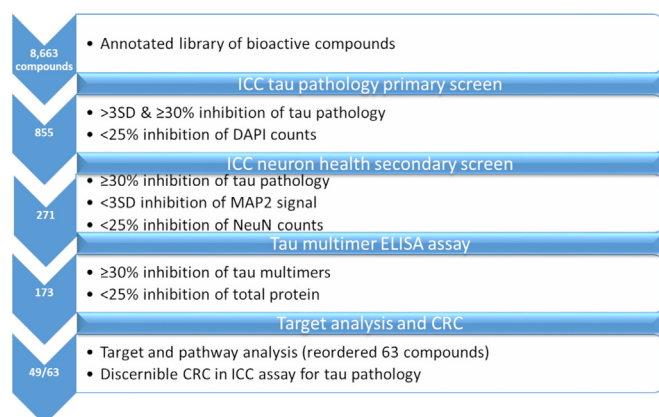 8,663
compounds
• Annotated library of bioactive compounds
ICC tau pathology primary screen
855
• >3SD & ≥30% inhibition of tau pathology
• <25% inhibition of DAPI counts
ICC neuron health secondary screen
271
• ≥30% inhibition of tau pathology
• <3SD inhibition of MAP2 signal
• <25% inhibition of NeuN counts
Tau multimer ELISA assay
173
• ≥30% inhibition of tau multimers
• <25% inhibition of total protein
Target analysis and CRC
49/63
• Target and pathway analysis (reordered 63 compounds)
• Discernible CRC in ICC assay for tau pathology